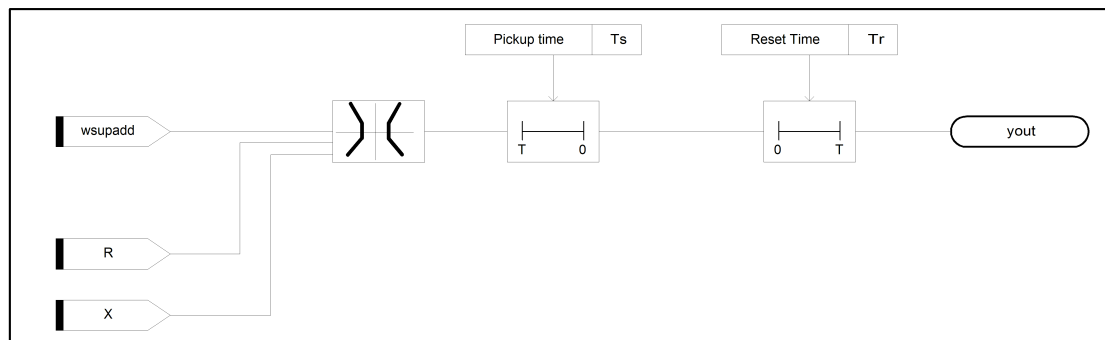 Pickup time Ts
Reset Time Tr
wsupadd
yout
T 0
0 T
R
X